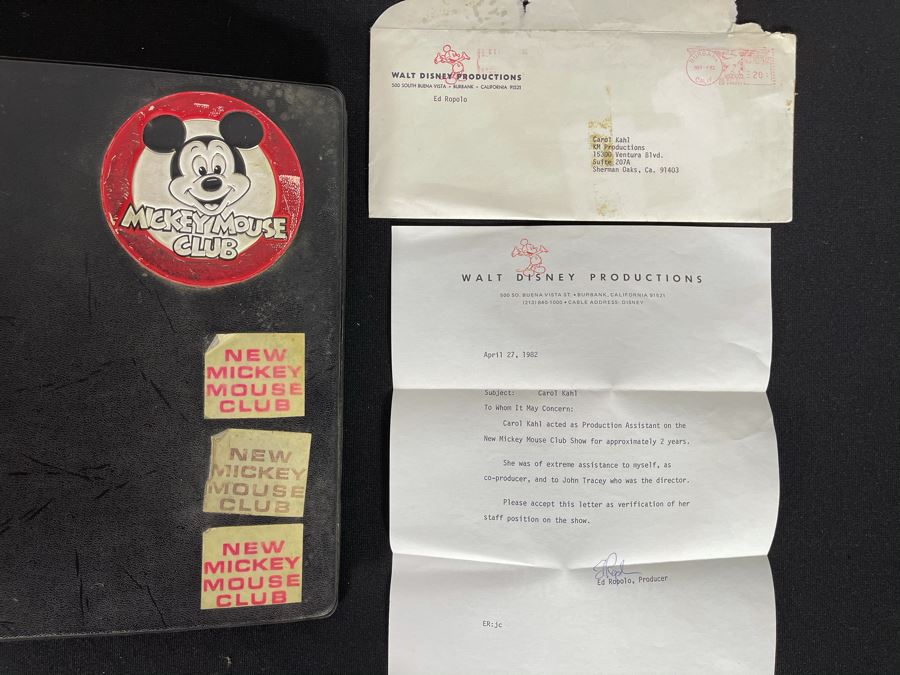 MICKEY MOUSE
CLUB
NEW
MICKEY
MOUSE
CLUB
NEW
MICKEY
MOUSE
CLUB
NEW
MICKEY
MOUSE
CLUB
WALT DISNEY PRODUCTIONS
500 SOUTH BUENA VISTA • BURBANK • CALIFORNIA 91521
Ed Ropolo
BURBANK
CALIF
20
Carol Kahl
KM Productions
15300 Ventura Blvd.
Suite 207A
Sherman Oaks, Ca. 91403
WALT DISNEY PRODUCTIONS
500 SO. BUENA VISTA ST. • BURBANK, CALIFORNIA 91521
(213) 840-1000 • CABLE ADDRESS: DISNEY
April 27, 1982
Subject: Carol Kahl
To Whom It May Concern:
Carol Kahl acted as Production Assistant on the
New Mickey Mouse Club Show for approximately 2 years.
She was of extreme assistance to myself, as
co-producer, and to John Tracey who was the director.
Please accept this letter as verification of her
staff position on the show.
Ed Ropolo, Producer
ER:jc